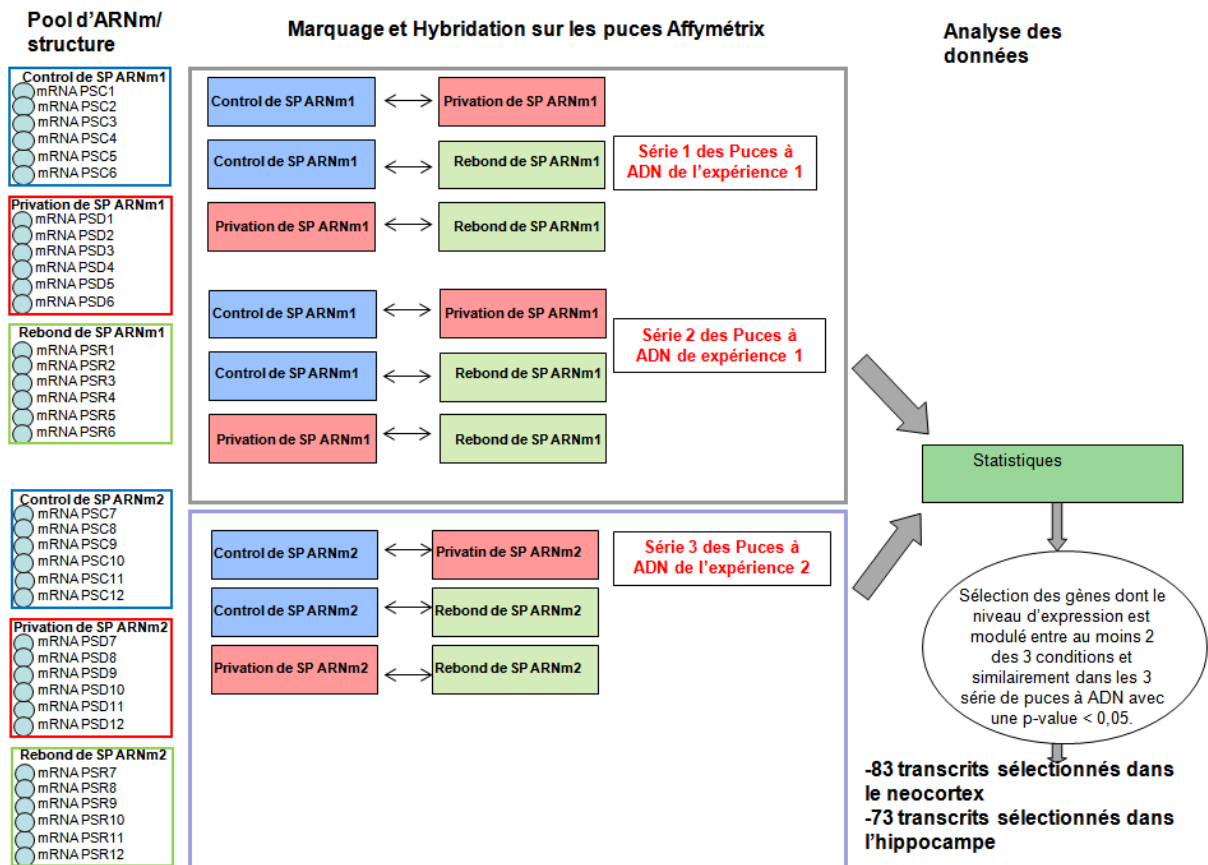 Pool d'ARNm/
structure
Marquage et Hybridation sur les puces Affymétrix
Analyse des
données
Control de SP ARNm1
mRNA PSC1
mRNA PSC2
mRNA PSC3
mRNA PSC4
mRNA PSC5
mRNA PSC6
Privation de SP ARNm1
mRNA PSD1
mRNA PSD2
mRNA PSD3
mRNA PSD4
mRNA PSD5
mRNA PSD6
Rebond de SP ARNm1
mRNA PSR1
mRNA PSR2
mRNA PSR3
mRNA PSR4
mRNA PSR5
mRNA PSR6
Control de SP ARNm2
mRNA PSC7
mRNA PSC8
mRNA PSC9
mRNA PSC10
mRNA PSC11
mRNA PSC12
Privation de SP ARNm2
mRNA PSD7
mRNA PSD8
mRNA PSD9
mRNA PSD10
mRNA PSD11
mRNA PSD12
Rebond de SP ARNm2
mRNA PSR7
mRNA PSR8
mRNA PSR9
mRNA PSR10
mRNA PSR11
mRNA PSR12
Control de SP ARNm1
Privation de SP ARNm1
Control de SP ARNm1
Rebond de SP ARNm1
Privation de SP ARNm1
Rebond de SP ARNm1
Série 1 des Puces à
ADN de l'expérience 1
Control de SP ARNm1
Privation de SP ARNm1
Control de SP ARNm1
Rebond de SP ARNm1
Privation de SP ARNm1
Rebond de SP ARNm1
Série 2 des Puces à
ADN de expérience 1
Control de SP ARNm2
Privatin de SP ARNm2
Control de SP ARNm2
Rebond de SP ARNm2
Privation de SP ARNm2
Rebond de SP ARNm2
Série 3 des Puces à
ADN de l'expérience 2
Statistiques
Sélection des gênes dont le
niveau d'expression est
modulé entre au moins 2
des 3 conditions et
similairement dans les 3
série de puces à ADN avec
une p-value < 0,05.
-83 transcrits sélectionnés dans
le neocortex
-73 transcrits sélectionnés dans
l'hippocampe